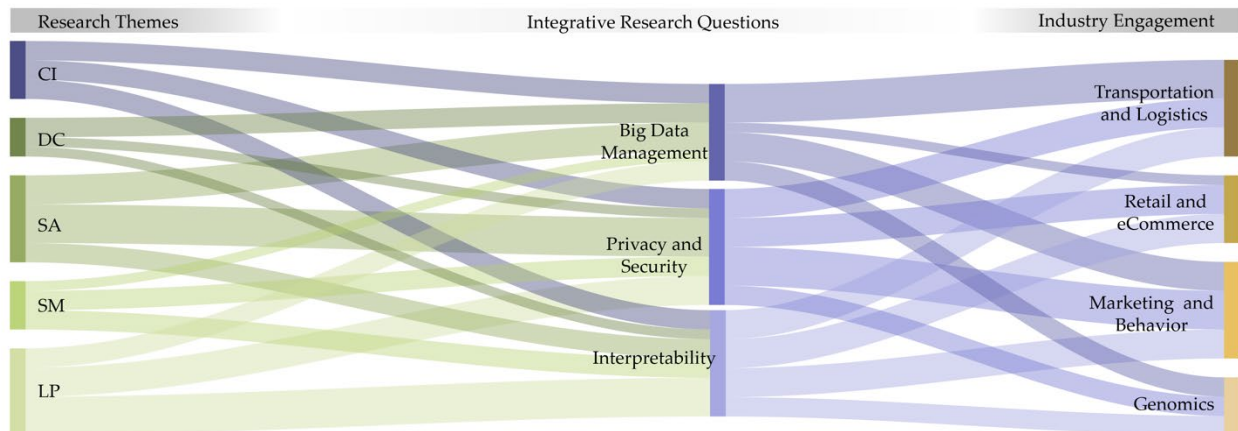 Research Themes
Integrative Research Questions
Industry Engagement
CI
DC
SA
SM
LP
Big Data
Management
Privacy and
Security
Interpretability
Transportation
and Logistics
Retail and
eCommerce
Marketing and
Behavior
Genomics